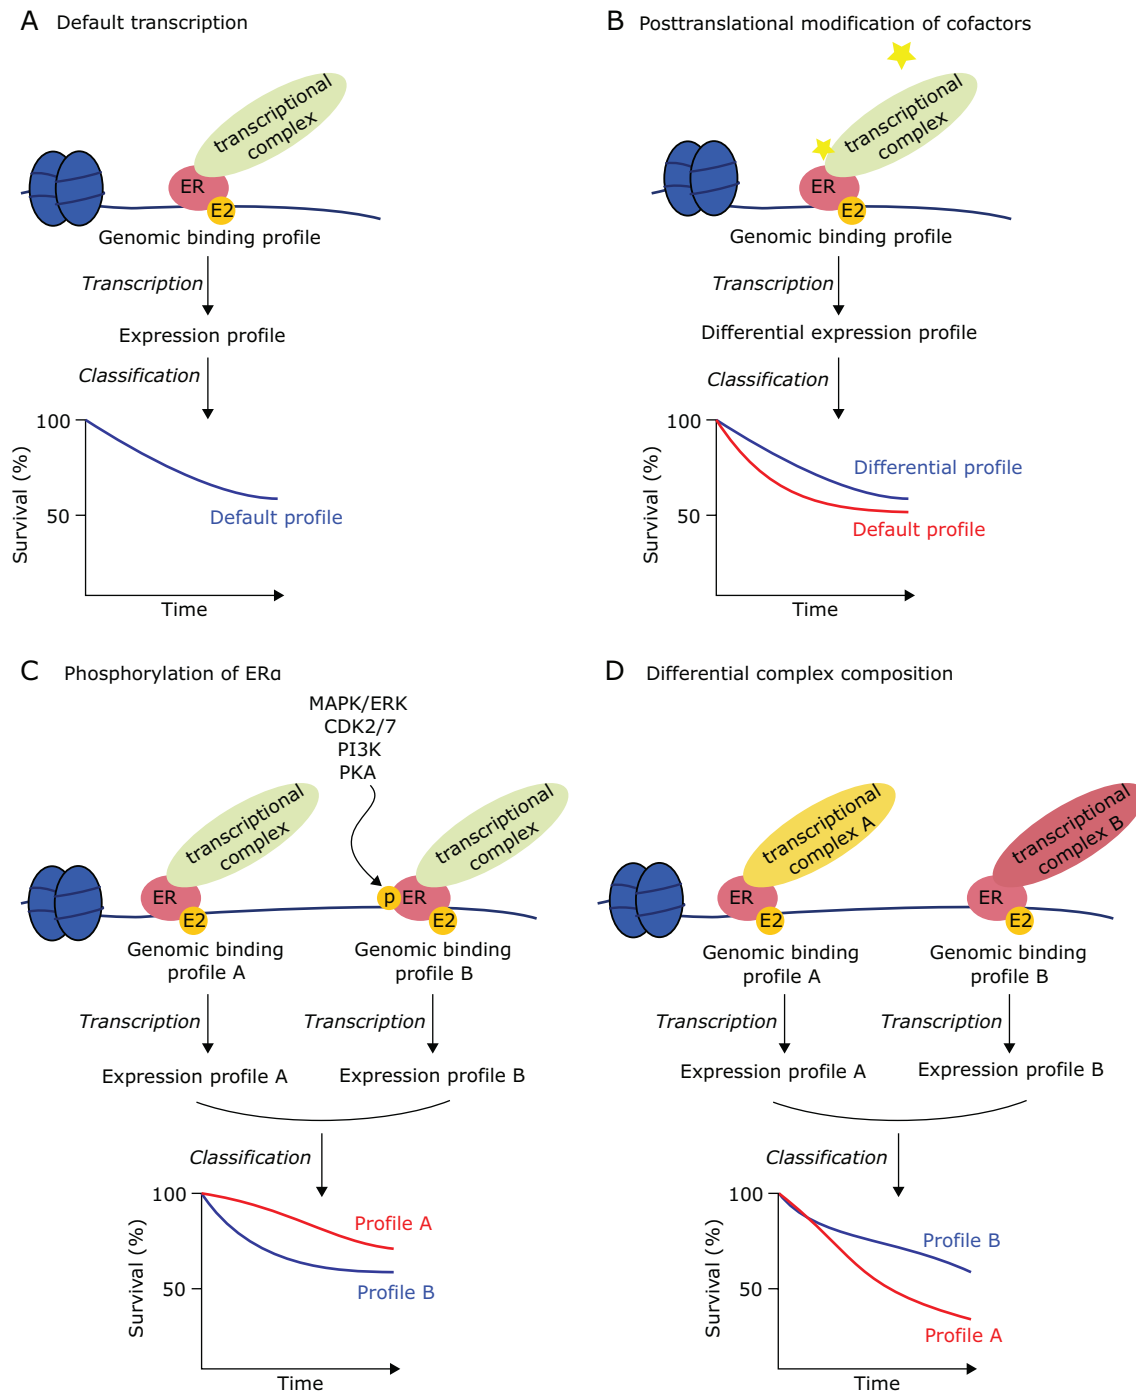 A Default transcription
transcriptional
complex
ER
E2
Genomic binding profile
Transcription
Expression profile
Classification
100
50
Survival (%)
Default profile
Time
B Posttranslational modification of cofactors
transcriptional
complex
ER
E2
Genomic binding profile
Transcription
Differential expression profile
Classification
100
50
Survival (%)
Differential profile
Default profile
Time
C Phosphorylation of ERα
MAPK/ERK
CDK2/7
PI3K
PKA
transcriptional
complex
ER
E2
transcriptional
complex
p
ER
E2
Genomic binding
profile A
Genomic binding
profile B
Transcription
Transcription
Expression profile A
Expression profile B
Classification
100
50
Survival (%)
Profile A
Profile B
Time
D Differential complex composition
transcriptional
complex A
ER
E2
transcriptional
complex B
ER
E2
Genomic binding
profile A
Genomic binding
profile B
Transcription
Transcription
Expression profile A
Expression profile B
Classification
100
50
Survival (%)
Profile B
Profile A
Time